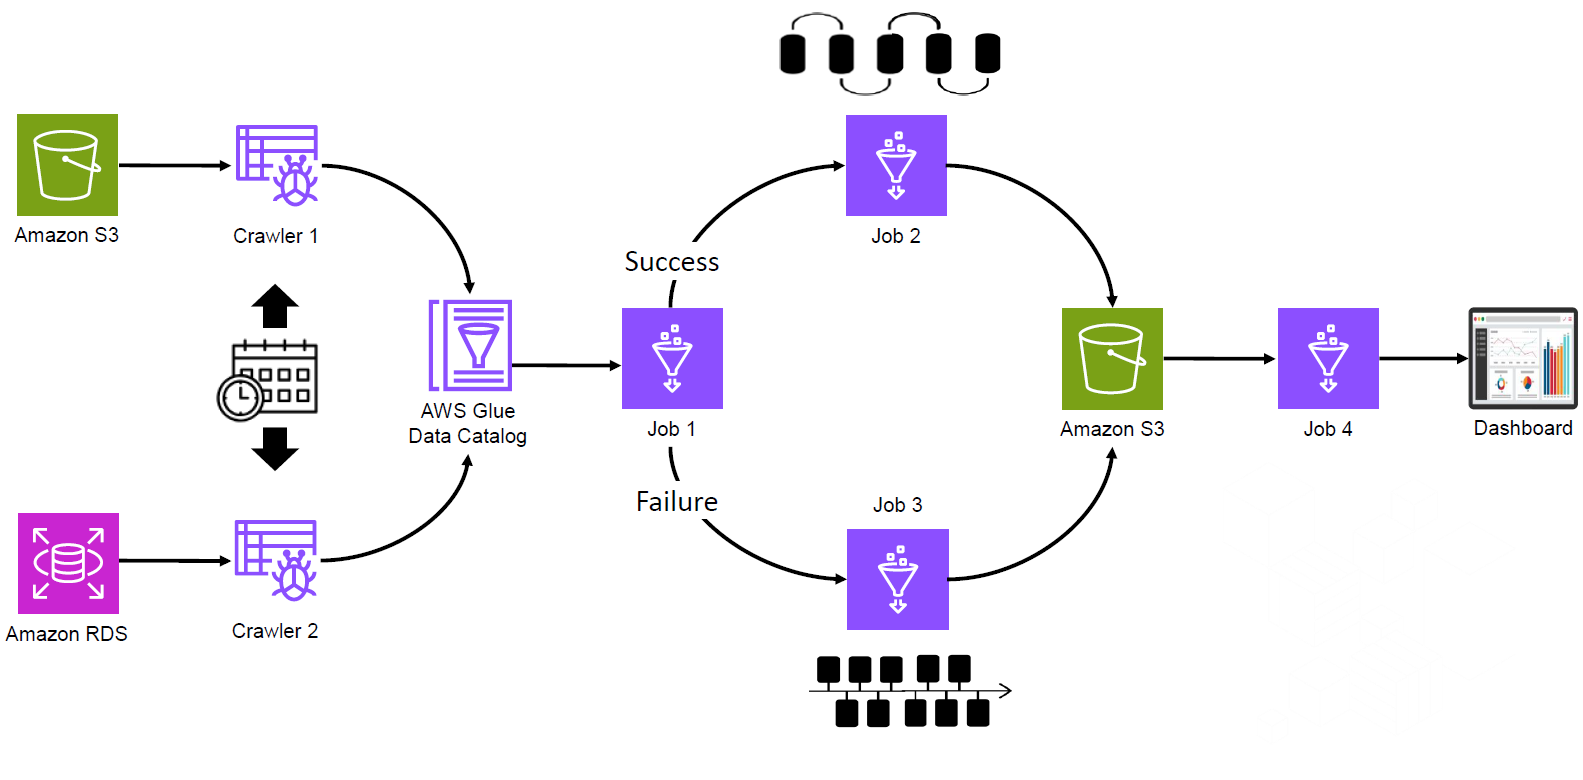 Amazon S3
Crawler 1
Job 2
Success
AWS Glue
Data Catalog
Job 1
Amazon S3
Job 4
Dashboard
Failure
Job 3
Amazon RDS
Crawler 2